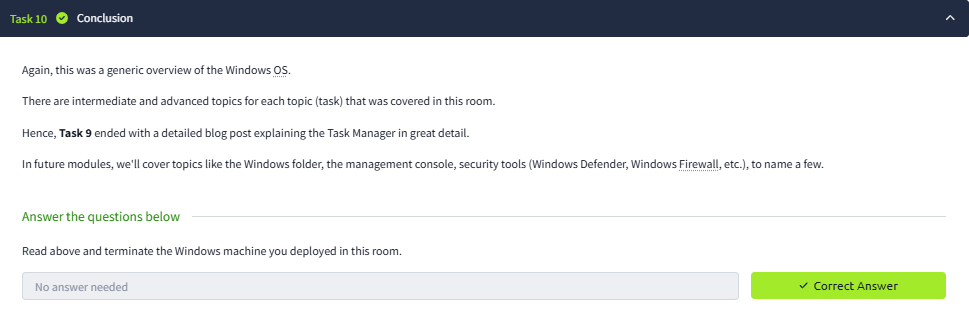 Task 10 Conclusion
Again, this was a generic overview of the Windows OS.
There are intermediate and advanced topics for each topic (task) that was covered in this room.
Hence, Task 9 ended with a detailed blog post explaining the Task Manager in great detail.
In future modules, we'll cover topics like the Windows folder, the management console, security tools (Windows Defender, Windows Firewall, etc.), to name a few.
Answer the questions below
Read above and terminate the Windows machine you deployed in this room.
No answer needed
Correct Answer